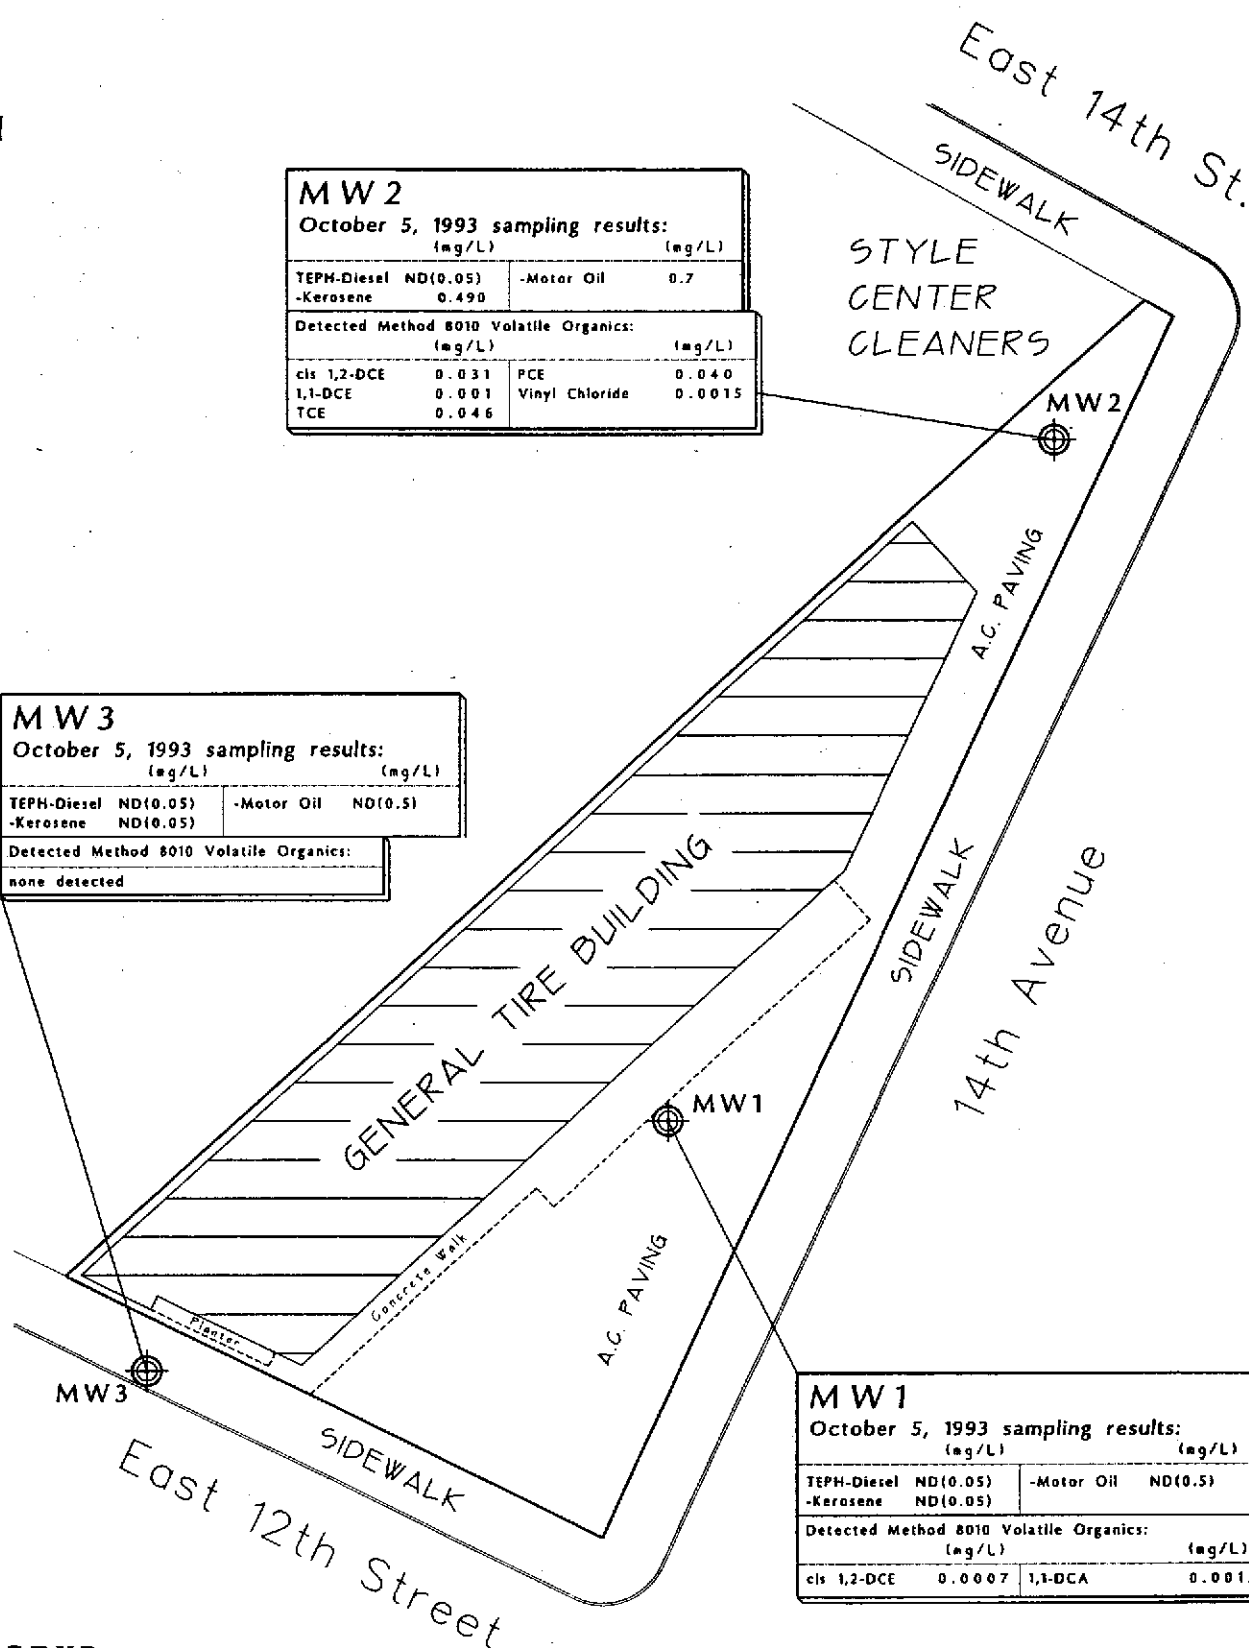 East 14th St.
SIDEWALK
STYLE
CENTER
CLEANERS
MW2
October 5, 1993 sampling results:
(mg/L) (mg/L)
TEPH-Diesel ND(0.05) -Motor Oil 0.7
-Kerosene 0.490
Detected Method 8010 Volatile Organics:
(mg/L) (mg/L)
cis 1,2-DCE 0.031 PCE 0.040
1,1-DCE 0.001 Vinyl Chloride 0.0015
TCE 0.046
MW2
A.C. PAVING
MW3
October 5, 1993 sampling results:
(mg/L) (mg/L)
TEPH-Diesel ND(0.05) -Motor Oil ND(0.5)
-Kerosene ND(0.05)
Detected Method 8010 Volatile Organics:
none detected
GENERAL TIRE BUILDING
SIDEWALK
14th Avenue
MW1
Concrete Walk
A.C. PAVING
Planter
MW3
SIDEWALK
East 12th Street
MW1
October 5, 1993 sampling results:
(mg/L) (mg/L)
TEPH-Diesel ND(0.05) -Motor Oil ND(0.5)
-Kerosene ND(0.05)
Detected Method 8010 Volatile Organics:
(mg/L) (mg/L)
cis 1,2-DCE 0.0007 1,1-DCA